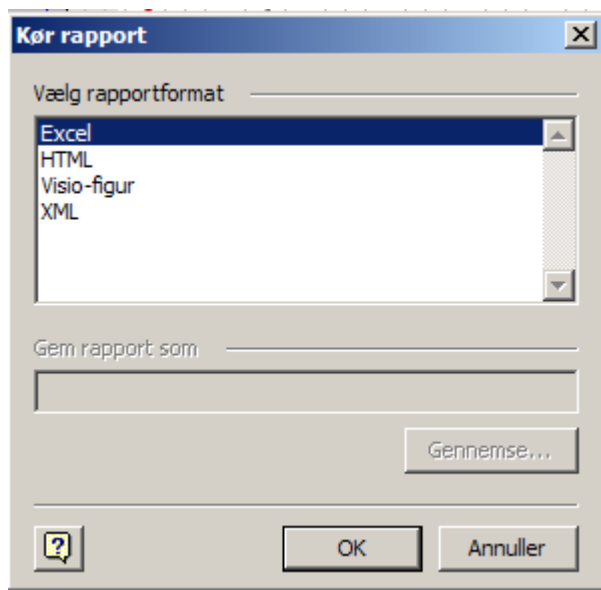 Kør rapport
Vælg rapportformat
Excel
HTML
Visio-figur
XML
Gem rapport som
Gennemse...
OK
Annuller